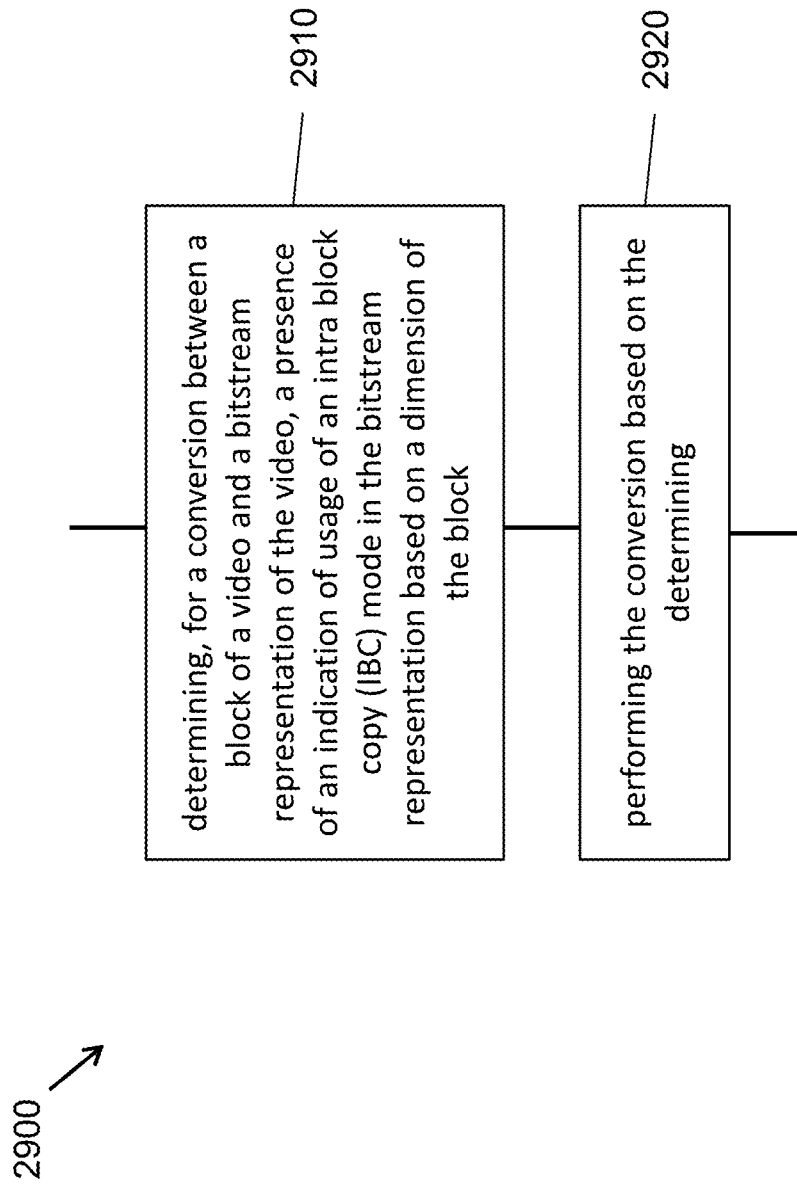 2900
determining, for a conversion between a
block of a video and a bitstream
representation of the video, a presence
of an indication of usage of an intra block
copy (IBC) mode in the bitstream
representation based on a dimension of
the block
2910
performing the conversion based on the
determining
2920